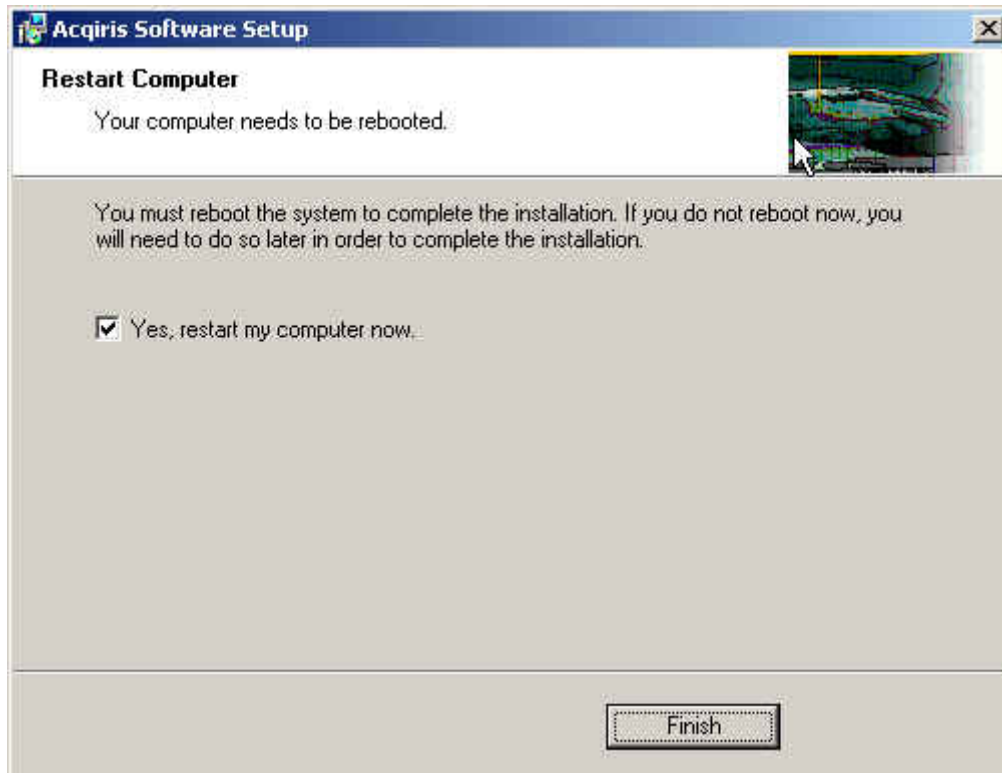 Acqiris Software Setup
Restart Computer
Your computer needs to be rebooted.
You must reboot the system to complete the installation. If you do not reboot now, you
will need to do so later in order to complete the installation.
Yes, restart my computer now.
Finish